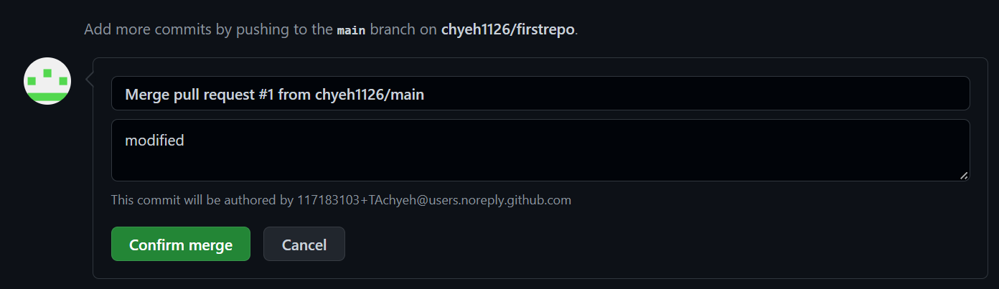 Add more commits by pushing to the main branch on chyeh1126/firstrepo.
Merge pull request #1 from chyeh1126/main
modified
This commit will be authored by 117183103+TAchyeh@users.noreply.github.com
Confirm merge Cancel